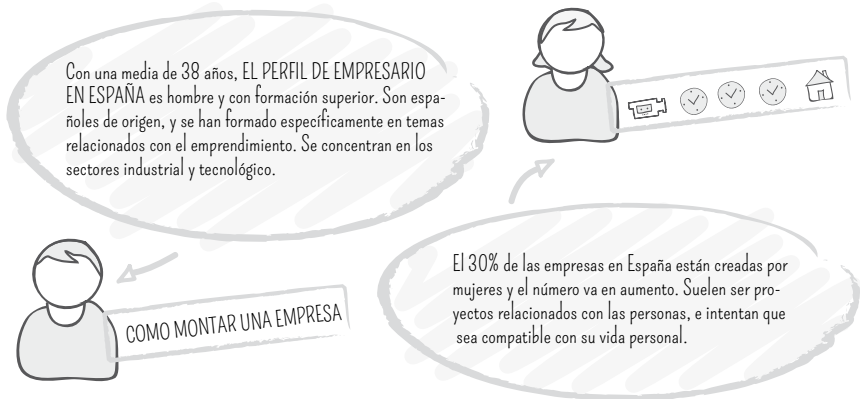 Con una media de 38 años, EL PERFIL DE EMPRESARIO
EN ESPAÑA es hombre y con formación superior. Son espa-
ñoles de origen, y se han formado específicamente en temas
relacionados con el emprendimiento. Se concentran en los
sectores industrial y tecnológico.
COMO MONTAR UNA EMPRESA
El 30% de las empresas en España están creadas por
mujeres y el número va en aumento. Suelen ser pro-
yectos relacionados con las personas, e intentan que
sea compatible con su vida personal.